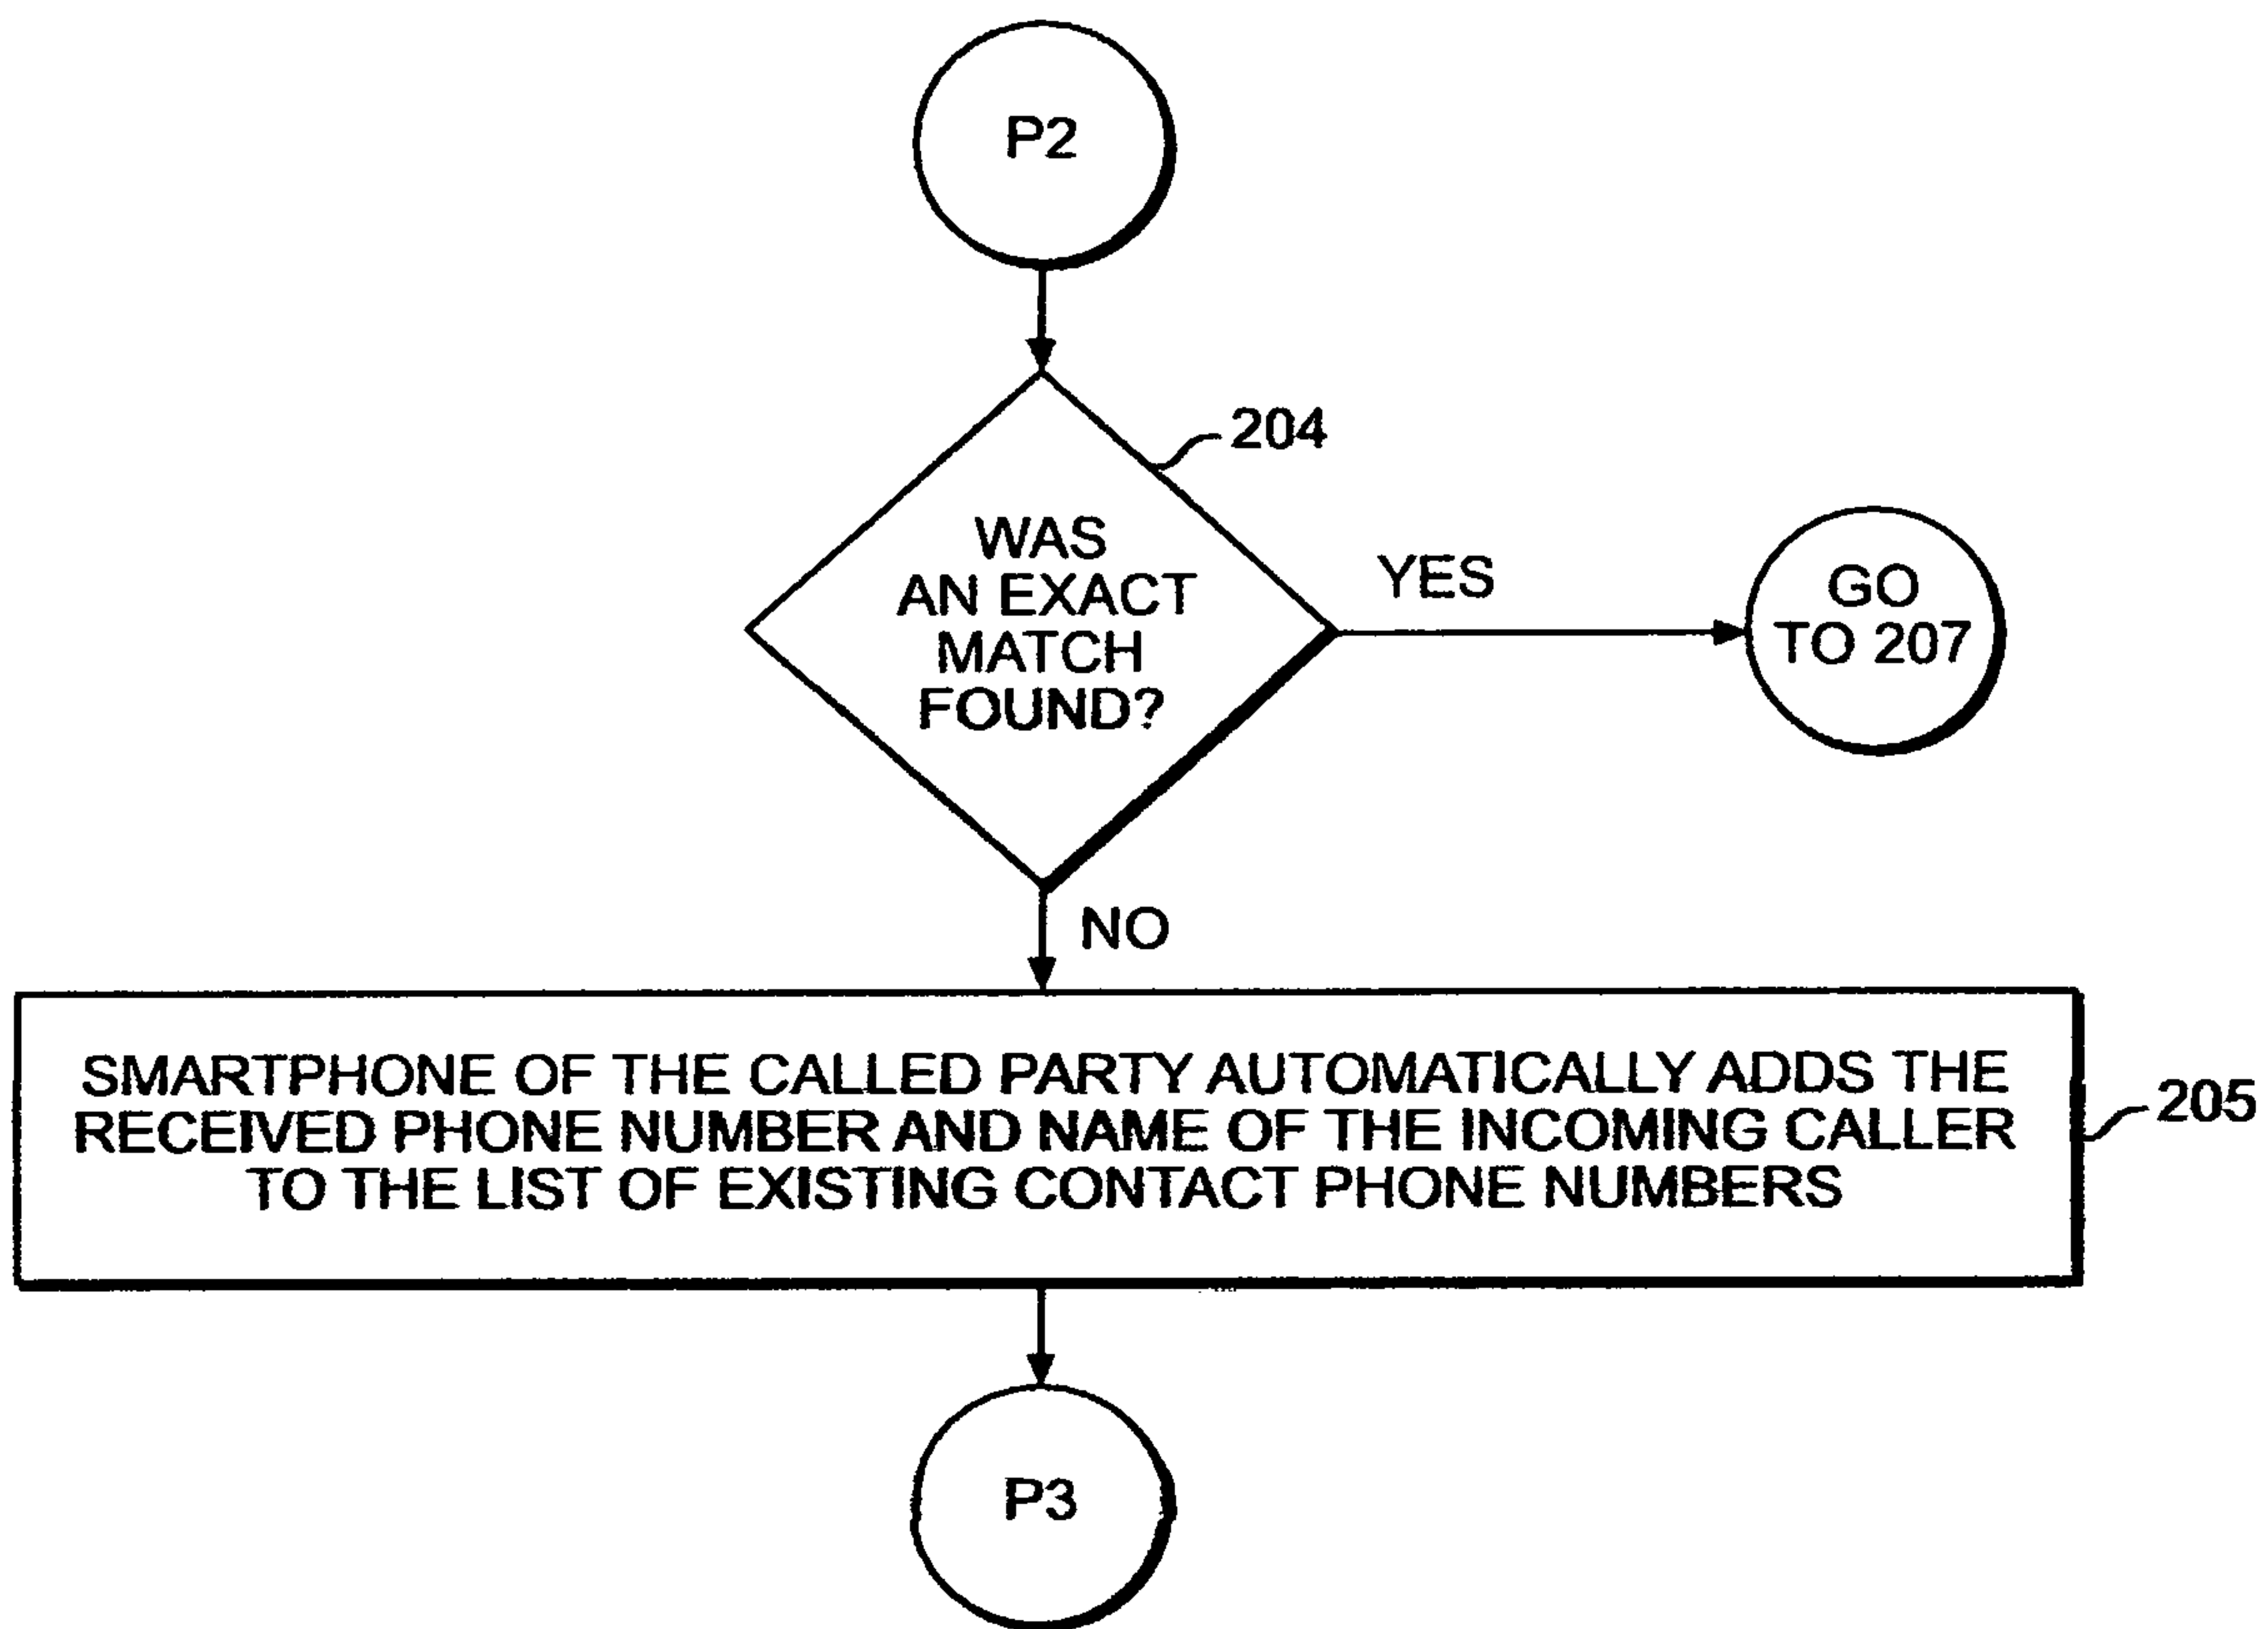 P2
204
WAS
AN EXACT
MATCH
FOUND?
YES
GO
TO 207
NO
SMARTPHONE OF THE CALLED PARTY AUTOMATICALLY ADDS THE
RECEIVED PHONE NUMBER AND NAME OF THE INCOMING CALLER
TO THE LIST OF EXISTING CONTACT PHONE NUMBERS
205
P3